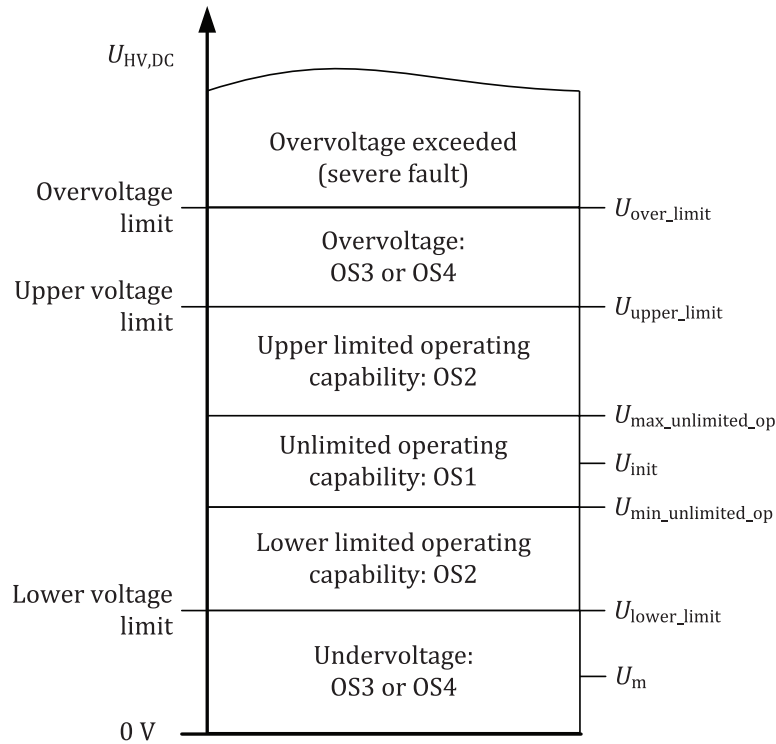 U_HV,DC
Overvoltage exceeded
(severe fault)
Overvoltage
limit
U_over_limit
Overvoltage:
OS3 or OS4
Upper voltage
limit
U_upper_limit
Upper limited operating
capability: OS2
U_max_unlimited_op
Unlimited operating
capability: OS1
U_init
U_min_unlimited_op
Lower limited operating
capability: OS2
Lower voltage
limit
U_lower_limit
Undervoltage:
OS3 or OS4
U_m
0 V